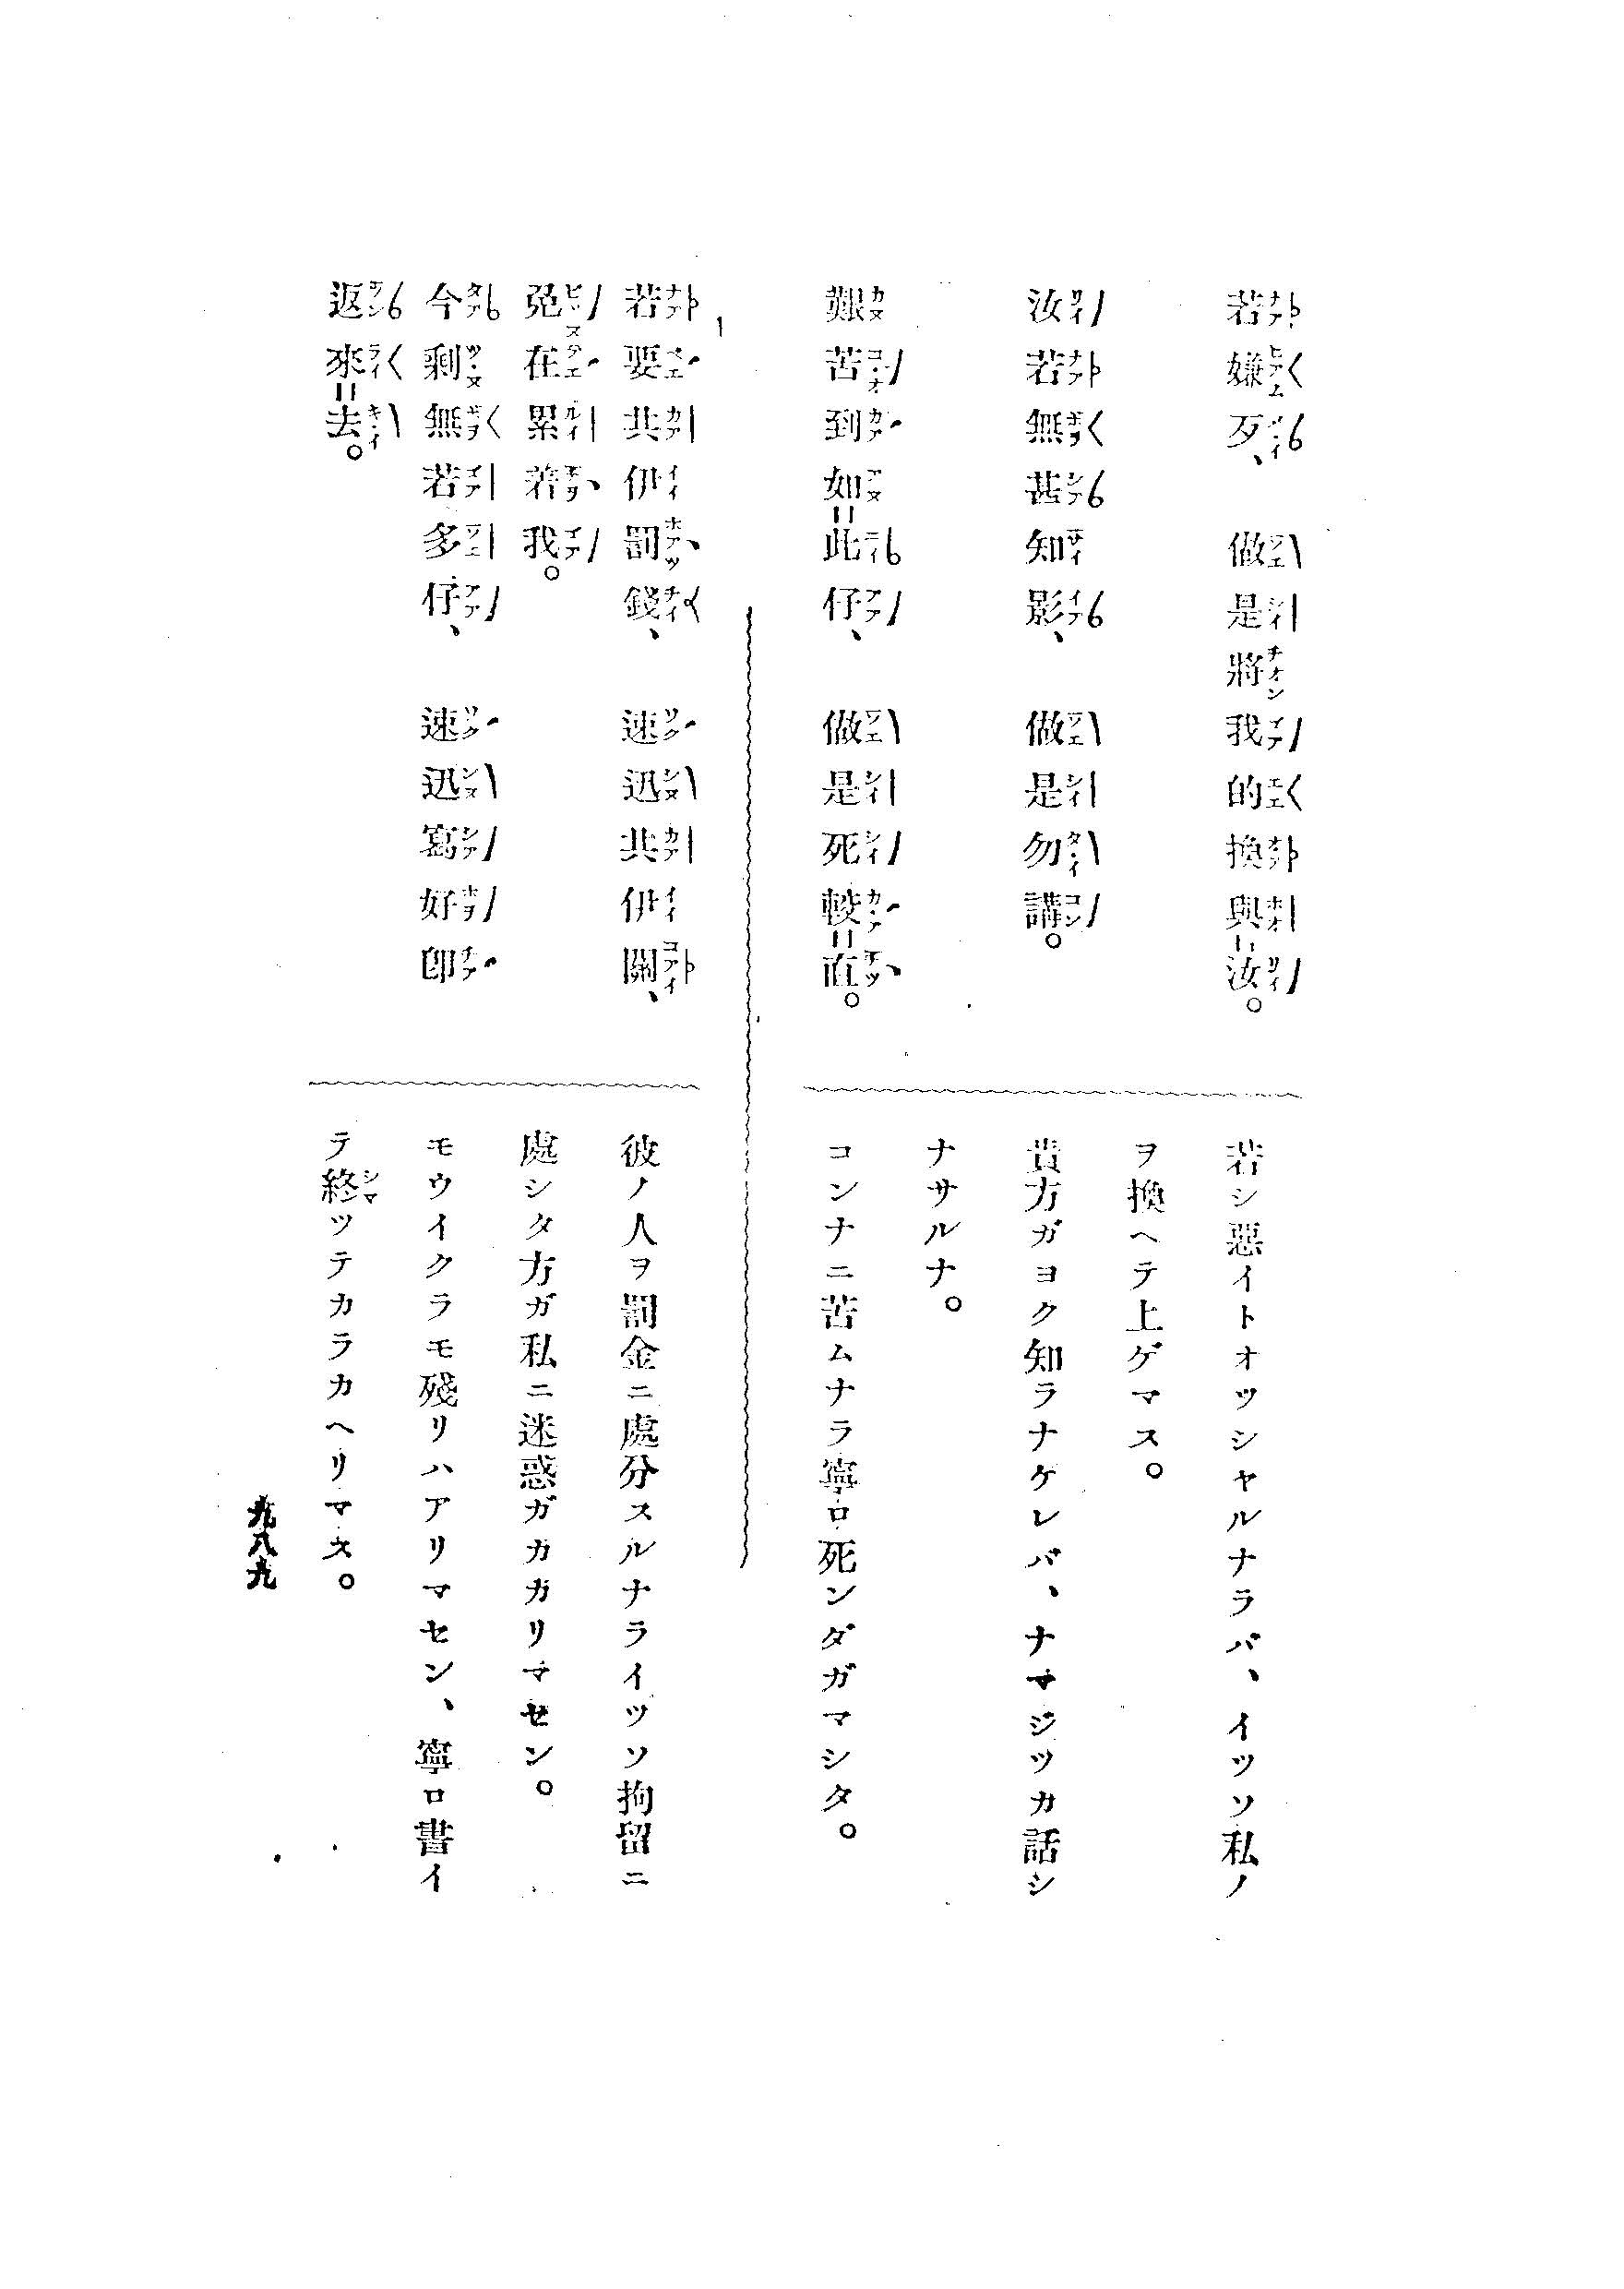 若嫌歹、做是將我的換與=汝。
若シ惡イトオッシャルナラバ、イッソ私ノ
ヲ換ヘテ上ゲマス。
汝若無甚知影、做是勿講。
貴方ガヨク知ラナケレバ、ナマジッカ話シ
ナサルナ。
艱苦到如=此仔、做是死較=直。
コンナニ苦ムナラ寧ロ死ンダガマシタ。
若要共伊罰錢、速迅共伊關、
免在累着我。
彼ノ人ヲ罰金ニ處分スルナライッソ拘留ニ
處シタ方ガ私ニ迷惑ガカカリマセン。
今剩無若多仔、速迅寫好卽
返來=去。
モウイクラモ殘リハアリマセン、寧ロ書イ
テ終ッテカラカヘリマス。
九八九